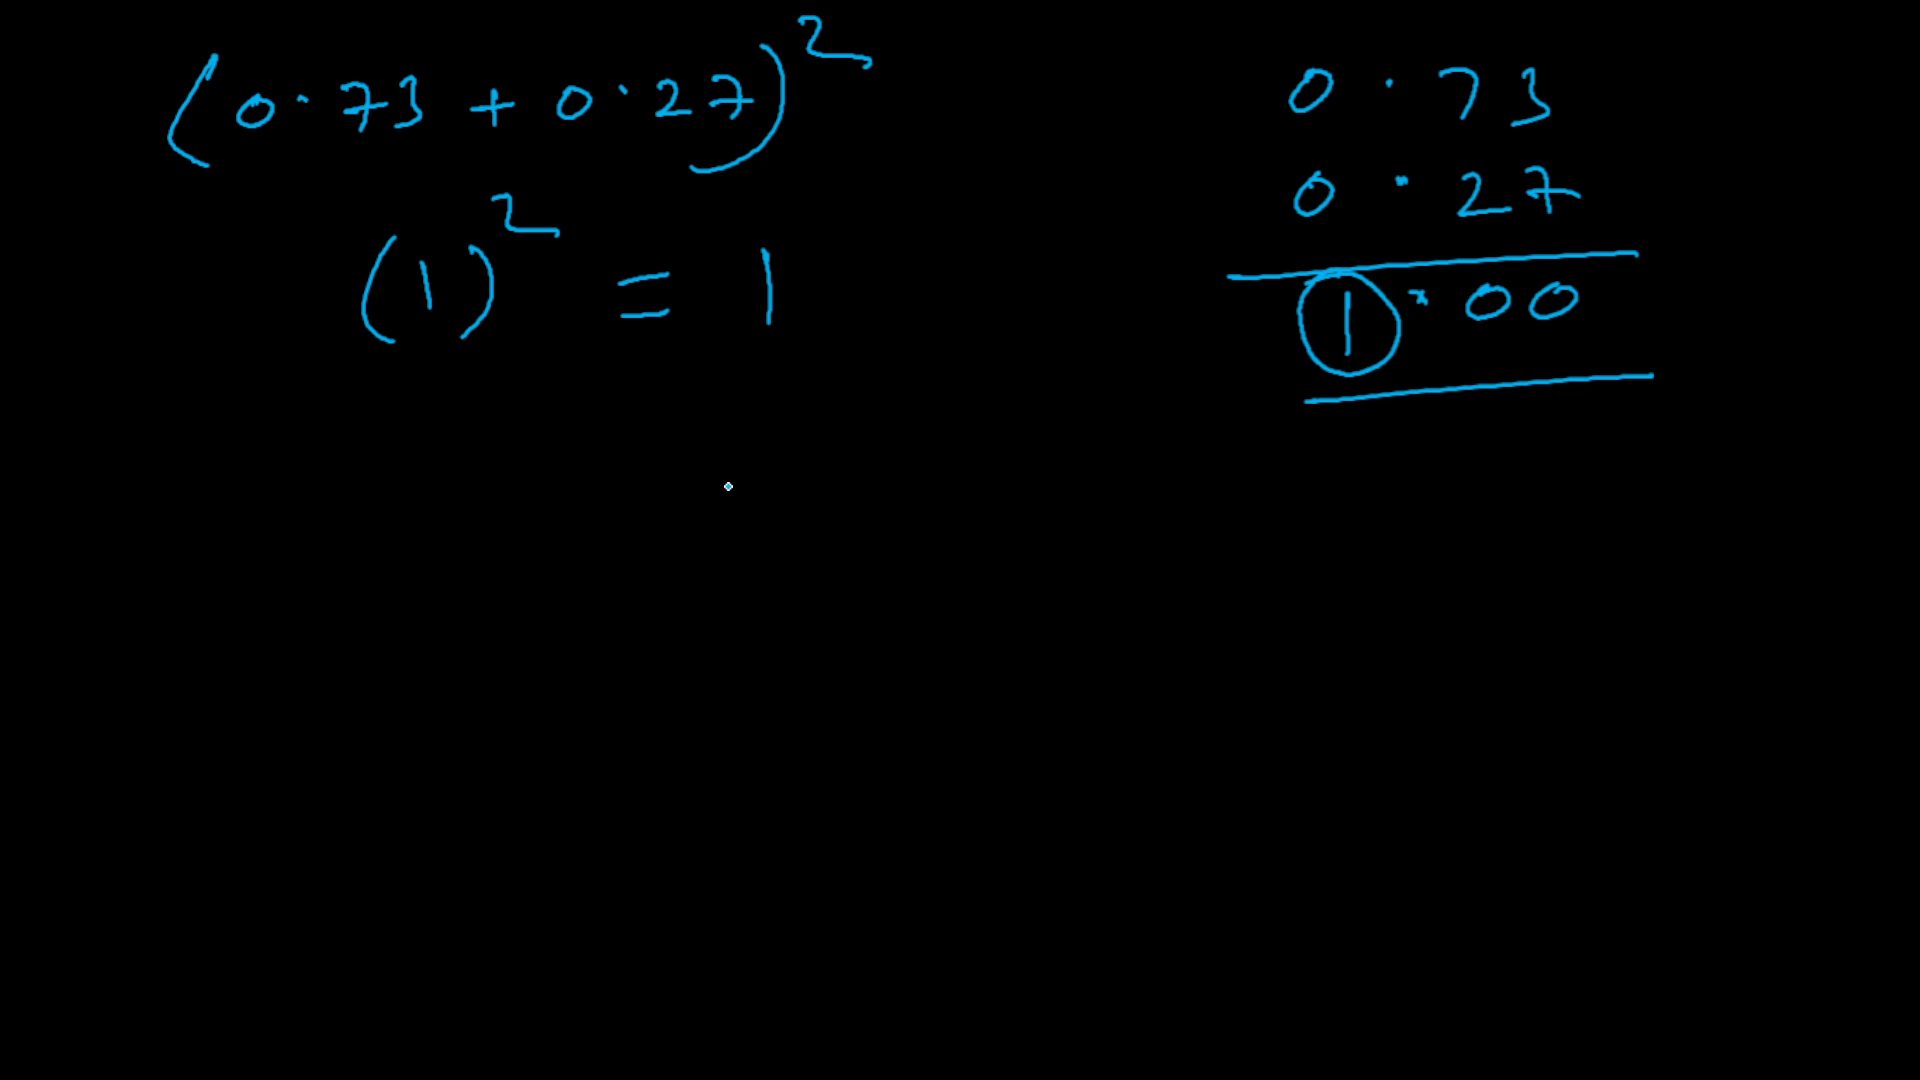 (0.73 + 0.27)²
(1)² = 1
0.73
0.27
1.00